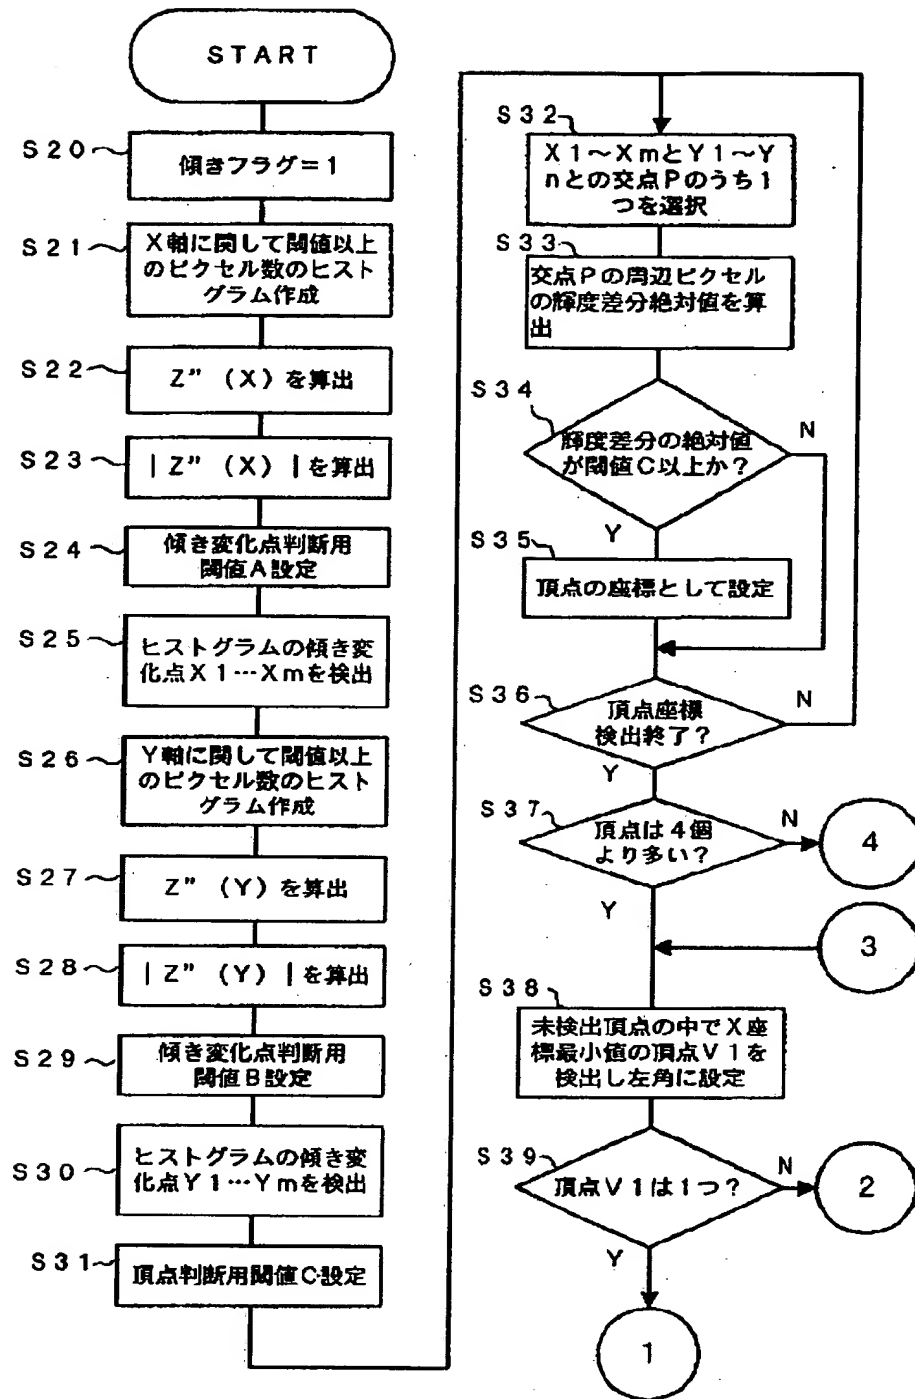 START
S20
傾きフラグ=1
S21
X軸に関して閾値以上
のピクセル数のヒスト
グラム作成
S22
Z" (X) を算出
S23
|Z" (X) |を算出
S24
傾き変化点判断用
閾値A設定
S25
ヒストグラムの傾き変
化点X1…Xmを検出
S26
Y軸に関して閾値以上
のピクセル数のヒスト
グラム作成
S27
Z" (Y) を算出
S28
|Z" (Y) |を算出
S29
傾き変化点判断用
閾値B設定
S30
ヒストグラムの傾き変
化点Y1…Ymを検出
S31
頂点判断用閾値C設定
S32
X1~XmとY1~Y
nとの交点Pのうち1
つを選択
S33
交点Pの周辺ピクセル
の輝度差分絶対値を算
出
S34
輝度差分の絶対値
が閾値C以上か?
N
Y
S35
頂点の座標として設定
S36
頂点座標
検出終了?
N
Y
S37
頂点は4個
より多い?
N
4
Y
3
S38
未検出頂点の中でX座
標最小値の頂点V1を
検出し左角に設定
S39
頂点V1は1つ?
N
2
Y
1